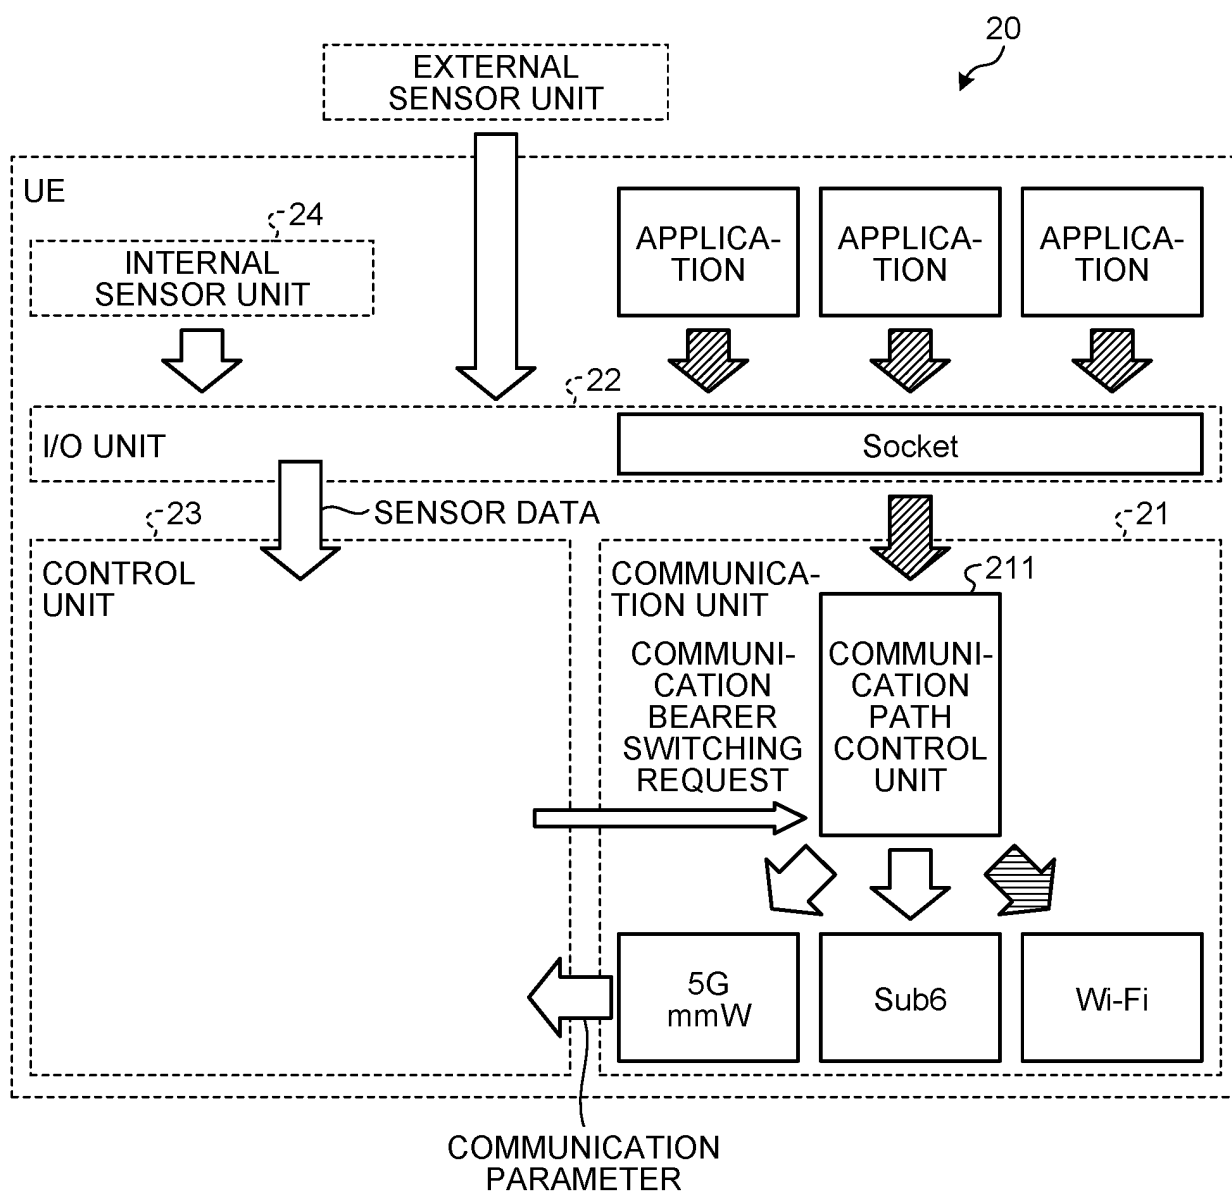 20
EXTERNAL
SENSOR UNIT
UE
24
INTERNAL
SENSOR UNIT
APPLICA-
TION
APPLICA-
TION
APPLICA-
TION
22
I/O UNIT
Socket
SENSOR DATA
23
21
CONTROL
UNIT
COMMUNICA-
TION UNIT
211
COMMUNI-
CATION
BEARER
SWITCHING
REQUEST
COMMUNI-
CATION
PATH
CONTROL
UNIT
5G
mmW
Sub6
Wi-Fi
COMMUNICATION
PARAMETER